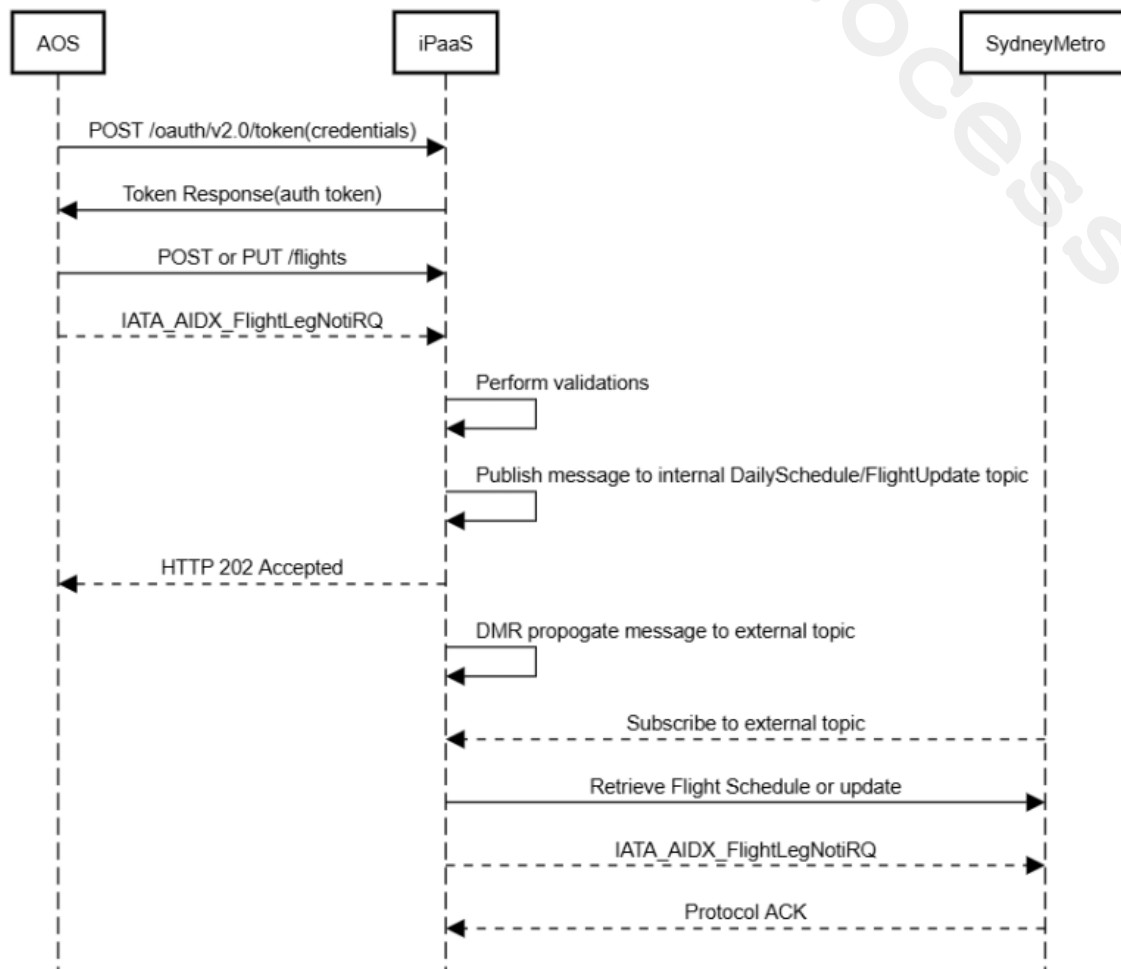 AOS
iPaaS
SydneyMetro
POST /oauth/v2.0/token(credentials)
Token Response(auth token)
POST or PUT /flights
IATA_AIDX_FlightLegNotiRQ
Perform validations
Publish message to internal DailySchedule/FlightUpdate topic
HTTP 202 Accepted
DMR propogate message to external topic
Subscribe to external topic
Retrieve Flight Schedule or update
IATA_AIDX_FlightLegNotiRQ
Protocol ACK
ocess